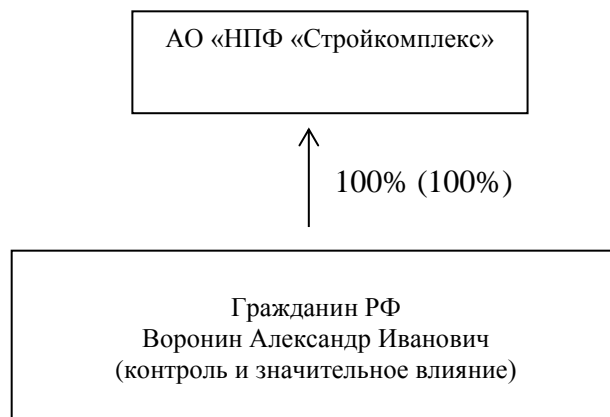 АО «НПФ «Стройкомплекс»
100% (100%)
Гражданин РФ
Воронин Александр Иванович
(контроль и значительное влияние)